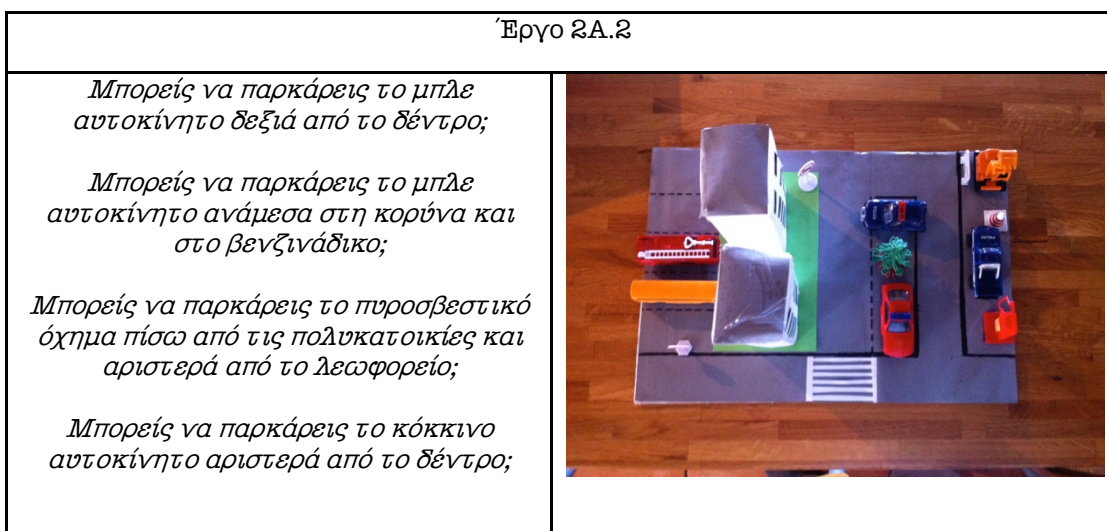 Έργο 2Α.2
Μπορείς να παρκάρεις το μπλε
αυτοκίνητο δεξιά από το δέντρο;
Μπορείς να παρκάρεις το μπλε
αυτοκίνητο ανάμεσα στη κορύνα και
στο βενζινάδικο;
Μπορείς να παρκάρεις το πυροσβεστικό
όχημα πίσω από τις πολυκατοικίες και
αριστερά από το λεωφορείο;
Μπορείς να παρκάρεις το κόκκινο
αυτοκίνητο αριστερά από το δέντρο;